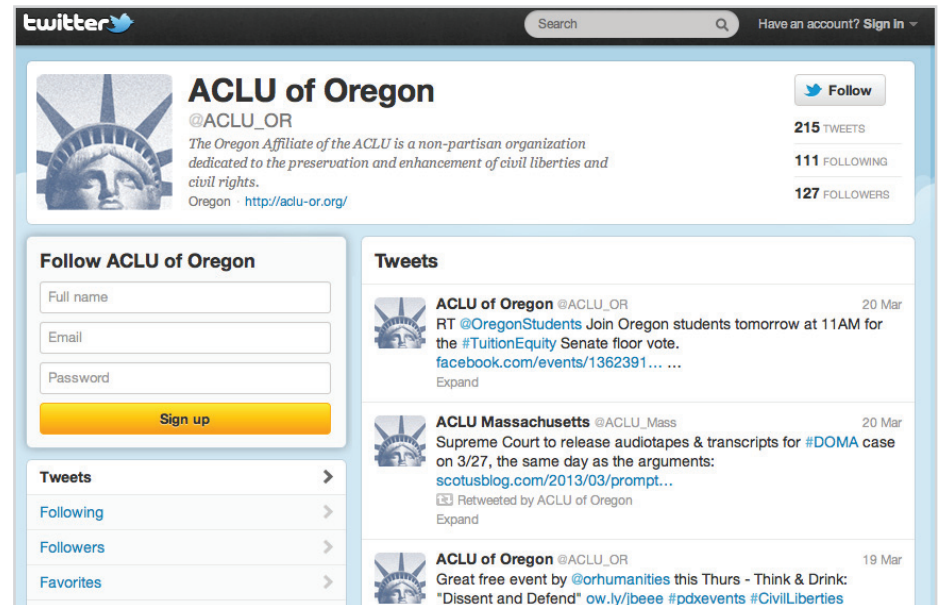 twitter
Search
Have an account? Sign in
ACLU of Oregon
@ACLU_OR
The Oregon Affiliate of the ACLU is a non-partisan organization
dedicated to the preservation and enhancement of civil liberties and
civil rights.
Oregon · http://aclu-or.org/
Follow
215 TWEETS
111 FOLLOWING
127 FOLLOWERS
Follow ACLU of Oregon
Full name
Email
Password
Sign up
Tweets
Following
Followers
Favorites
Tweets
ACLU of Oregon @ACLU_OR 20 Mar
RT @OregonStudents Join Oregon students tomorrow at 11AM for
the #TuitionEquity Senate floor vote.
facebook.com/events/1362391... ...
Expand
ACLU Massachusetts @ACLU_Mass 20 Mar
Supreme Court to release audiotapes & transcripts for #DOMA case
on 3/27, the same day as the arguments:
scotusblog.com/2013/03/prompt...
Retweeted by ACLU of Oregon
Expand
ACLU of Oregon @ACLU_OR 19 Mar
Great free event by @orhumanities this Thurs - Think & Drink:
"Dissent and Defend" ow.ly/jbeee #pdxevents #CivilLiberties